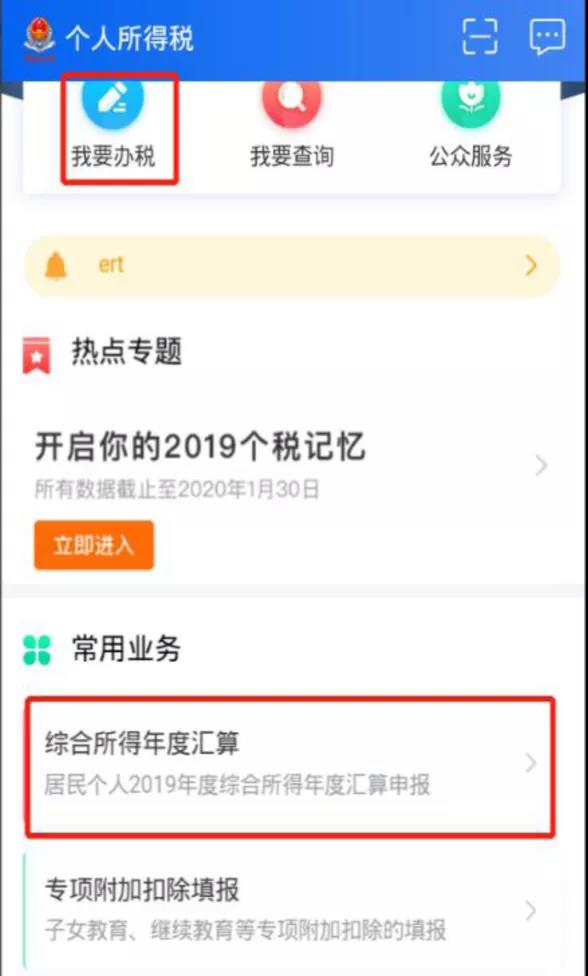 个人所得税
我要办税
我要查询
公众服务
ert
热点专题
开启你的2019个税记忆
所有数据截止至2020年1月30日
立即进入
常用业务
综合所得年度汇算
居民个人2019年度综合所得年度汇算申报
专项附加扣除填报
子女教育、继续教育等专项附加扣除的填报